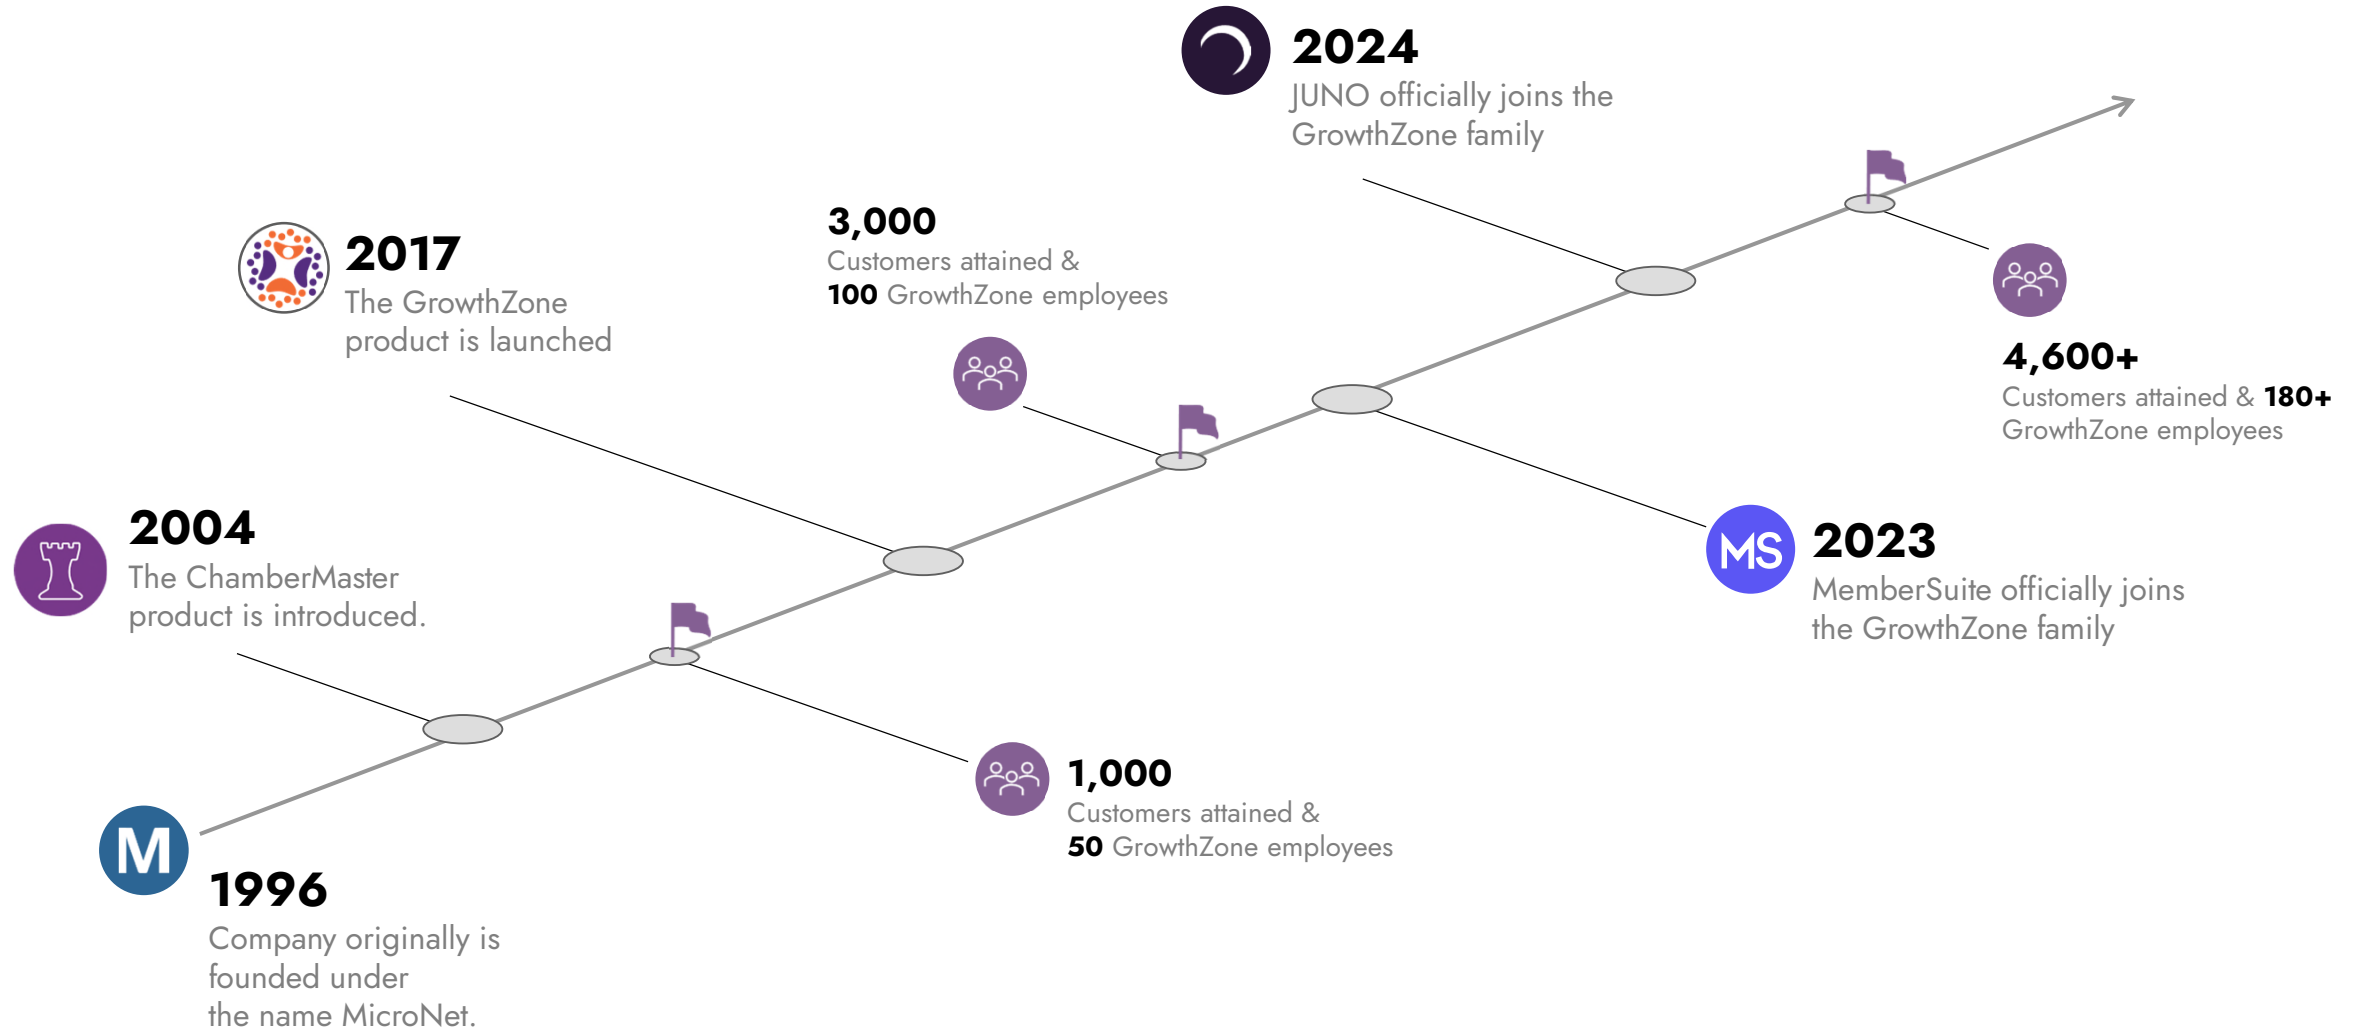 M
1996
Company originally is
founded under
the name MicroNet.
2004
The ChamberMaster
product is introduced.
1,000
Customers attained &
50 GrowthZone employees
2017
The GrowthZone
product is launched
3,000
Customers attained &
100 GrowthZone employees
MS
2023
MemberSuite officially joins
the GrowthZone family
2024
JUNO officially joins the
GrowthZone family
4,600+
Customers attained & 180+
GrowthZone employees